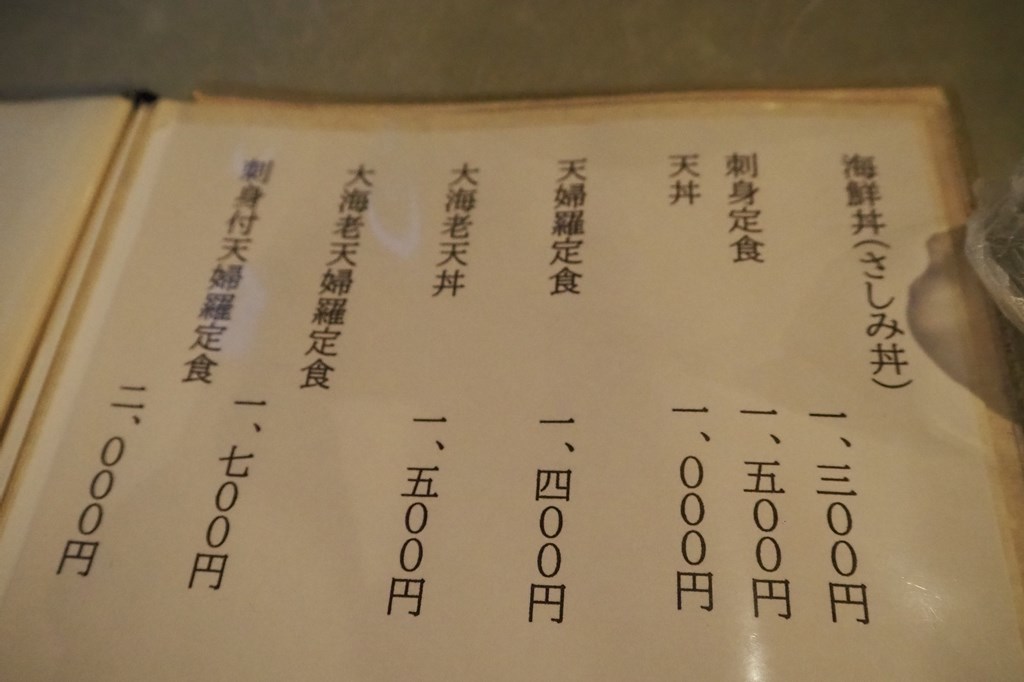 海鮮丼(さしみ丼) 一、三〇〇円
刺身定食 一、五〇〇円
天丼 一、〇〇〇円
天婦羅定食 一、四〇〇円
大海老天丼 一、五〇〇円
大海老天婦羅定食 一、七〇〇円
刺身付天婦羅定食 二、〇〇〇円